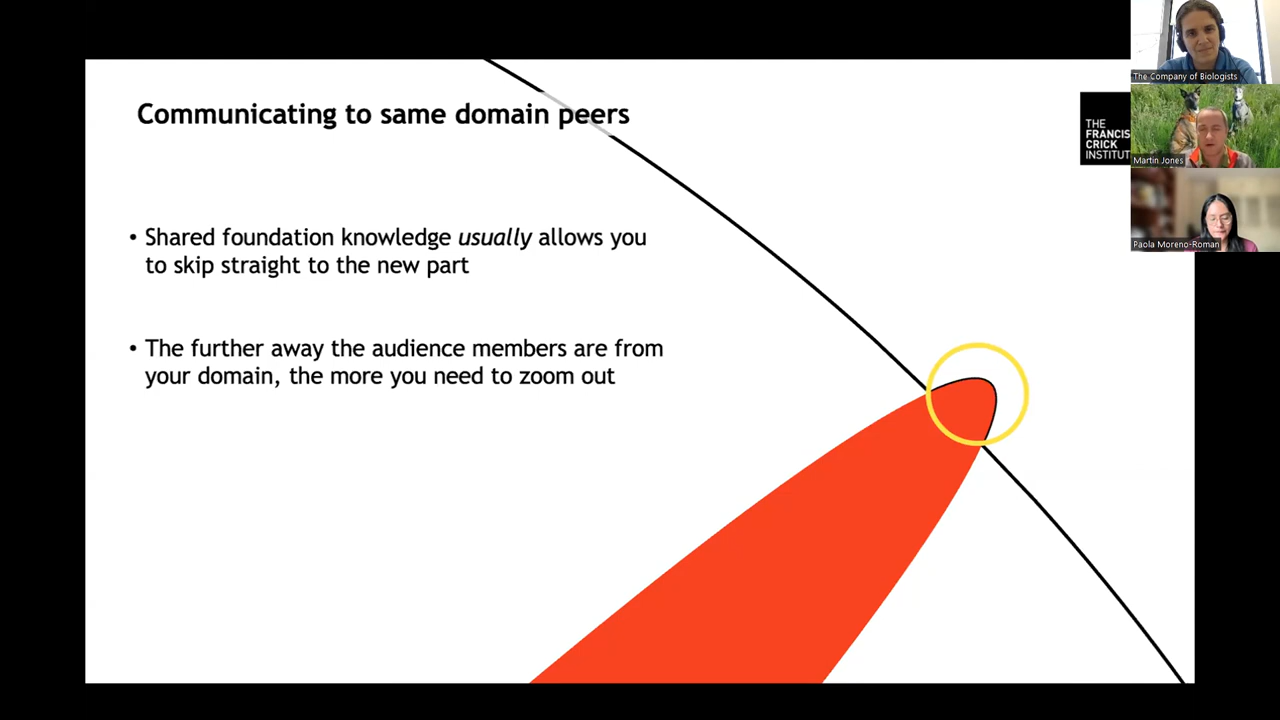 Communicating to same domain peers
• Shared foundation knowledge usually allows you
to skip straight to the new part
• The further away the audience members are from
your domain, the more you need to zoom out
THE
FRANCIS
CRICK
INSTITUT
The Company of Biologists
Martin Jones
Paola Moreno-Roman